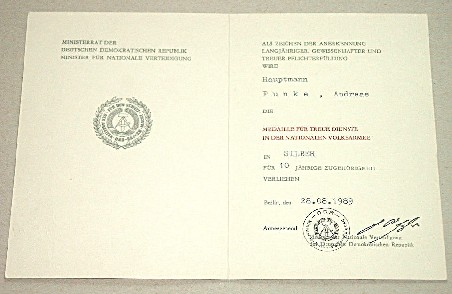 MINISTERRAT DER
DEUTSCHEN DEMOKRATISCHEN REPUBLIK
MINISTER FÜR NATIONALE VERTEIDIGUNG
ALS ZEICHEN DER ANERKENNUNG
LANGJÄHRIGER, GEWISSENHAFTER UND
TREUER PFLICHTERFÜLLUNG
WIRD
Hauptmann
Funke, Andreas
DIE
MEDAILLE FÜR TREUE DIENSTE
IN DER NATIONALEN VOLKSARMEE
IN SILBER
FÜR 10 JÄHRIGE ZUGEHÖRIGKEIT
VERLIEHEN
Berlin, den 28.08.1989
DDR
Minister für Nationale Verteidigung
der Deutschen Demokratischen Republik